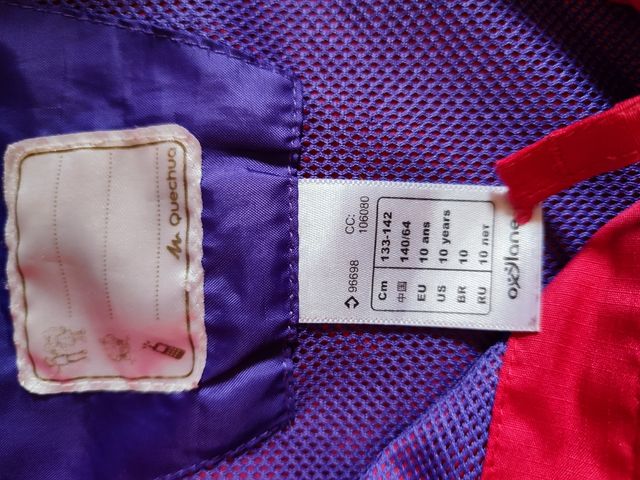 Quechua
96698
CC:
106080
Cm 133-142
中国 140/64
EU 10 ans
US 10 years
BR 10
RU 10 лет
oxylane